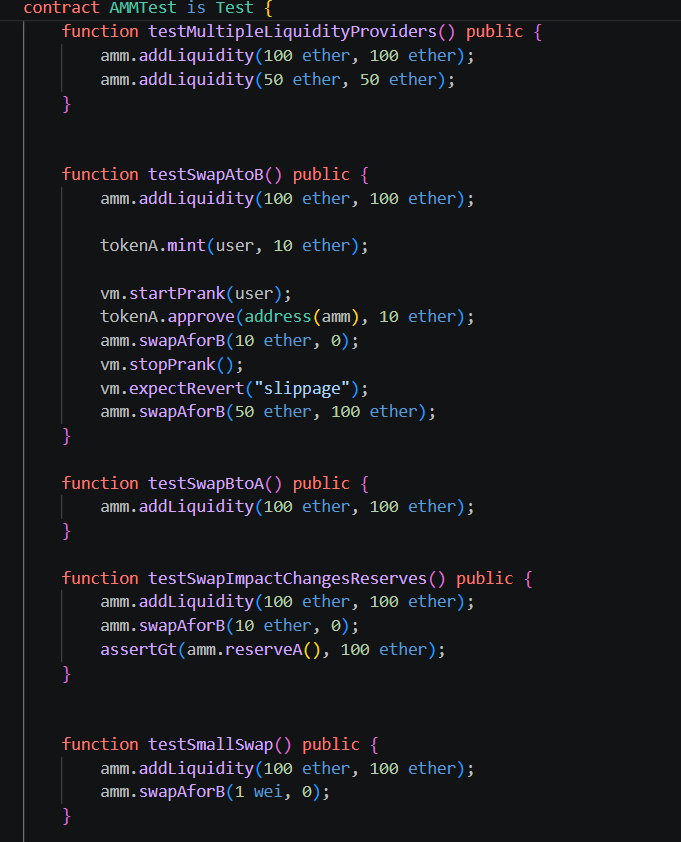 contract AMMTest is Test {
function testMultipleLiquidityProviders() public {
amm.addLiquidity(100 ether, 100 ether);
amm.addLiquidity(50 ether, 50 ether);
}
function testSwapAtoB() public {
amm.addLiquidity(100 ether, 100 ether);
tokenA.mint(user, 10 ether);
vm.startPrank(user);
tokenA.approve(address(amm), 10 ether);
amm.swapAforB(10 ether, 0);
vm.stopPrank();
vm.expectRevert("slippage");
amm.swapAforB(50 ether, 100 ether);
}
function testSwapBtoA() public {
amm.addLiquidity(100 ether, 100 ether);
}
function testSwapImpactChangesReserves() public {
amm.addLiquidity(100 ether, 100 ether);
amm.swapAforB(10 ether, 0);
assertGt(amm.reserveA(), 100 ether);
}
function testSmallSwap() public {
amm.addLiquidity(100 ether, 100 ether);
amm.swapAforB(1 wei, 0);
}